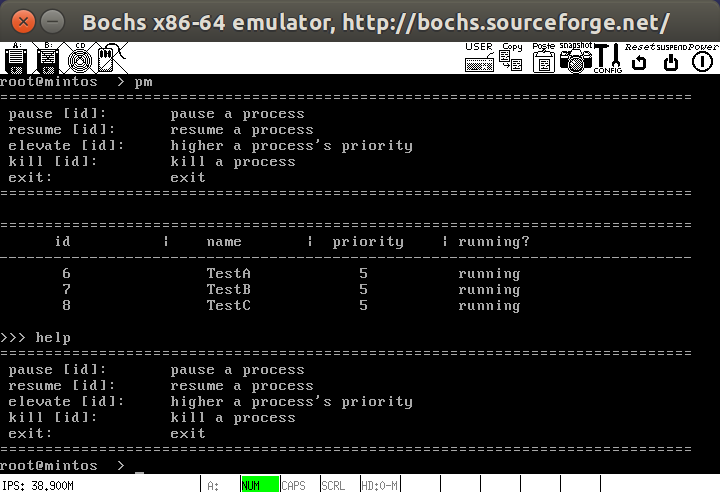 Bochs x86-64 emulator, http://bochs.sourceforge.net/
A: B: CD USER Copy Paste snapshot CONFIG Reset SUSPEND Power
root@mintos > pm
==============================================================================
pause [id]: pause a process
resume [id]: resume a process
elevate [id]: higher a process's priority
kill [id]: kill a process
exit: exit
==============================================================================
==============================================================================
id | name | priority | running?
------------------------------------------------------------------------------
6 TestA 5 running
7 TestB 5 running
8 TestC 5 running
>>> help
==============================================================================
pause [id]: pause a process
resume [id]: resume a process
elevate [id]: higher a process's priority
kill [id]: kill a process
exit: exit
==============================================================================
root@mintos > _
IPS: 38.900M A: NUM CAPS SCRL HD:0-M